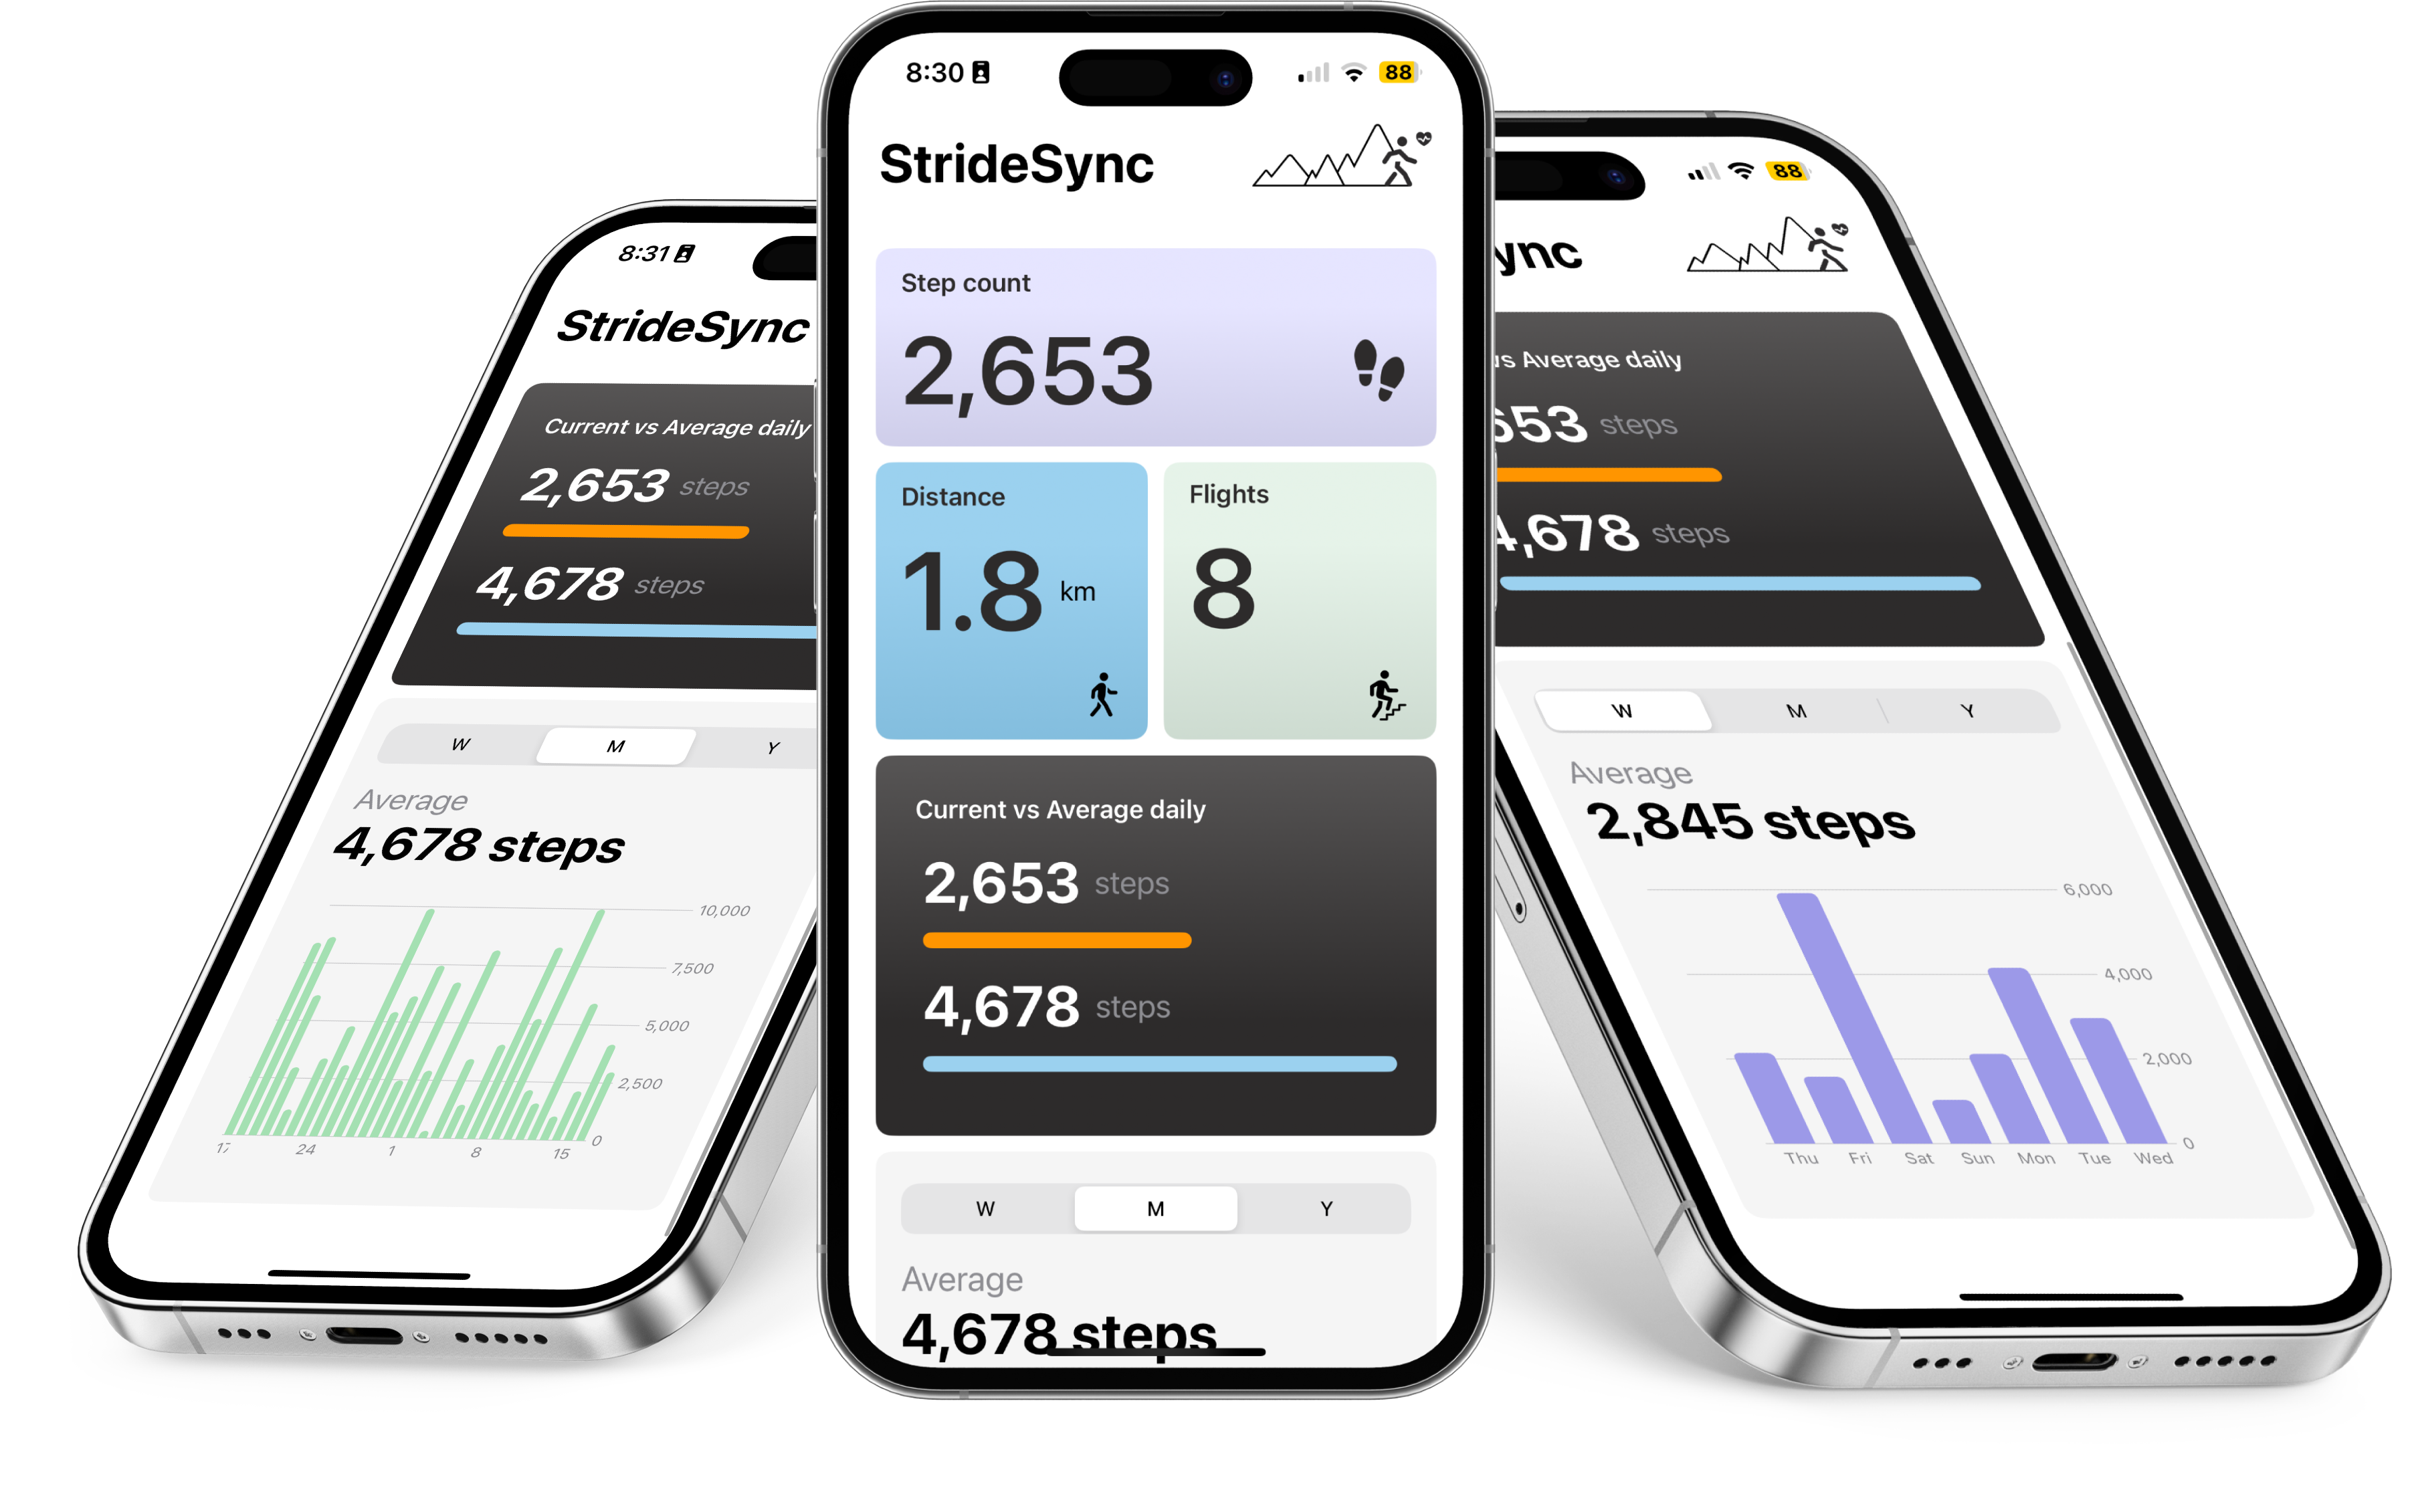 8:31
StrideSync
Current vs Average daily
2,653 steps
4,678 steps
W M Y
Average
4,678 steps
10,000
7,500
5,000
2,500
0
17 24 1 8 15
8:30
88
StrideSync
Step count
2,653
Distance
1.8 km
Flights
8
Current vs Average daily
2,653 steps
4,678 steps
W M Y
Average
4,678 steps
88
ync
vs Average daily
653 steps
4,678 steps
W M Y
Average
2,845 steps
6,000
4,000
2,000
0
Thu Fri Sat Sun Mon Tue Wed